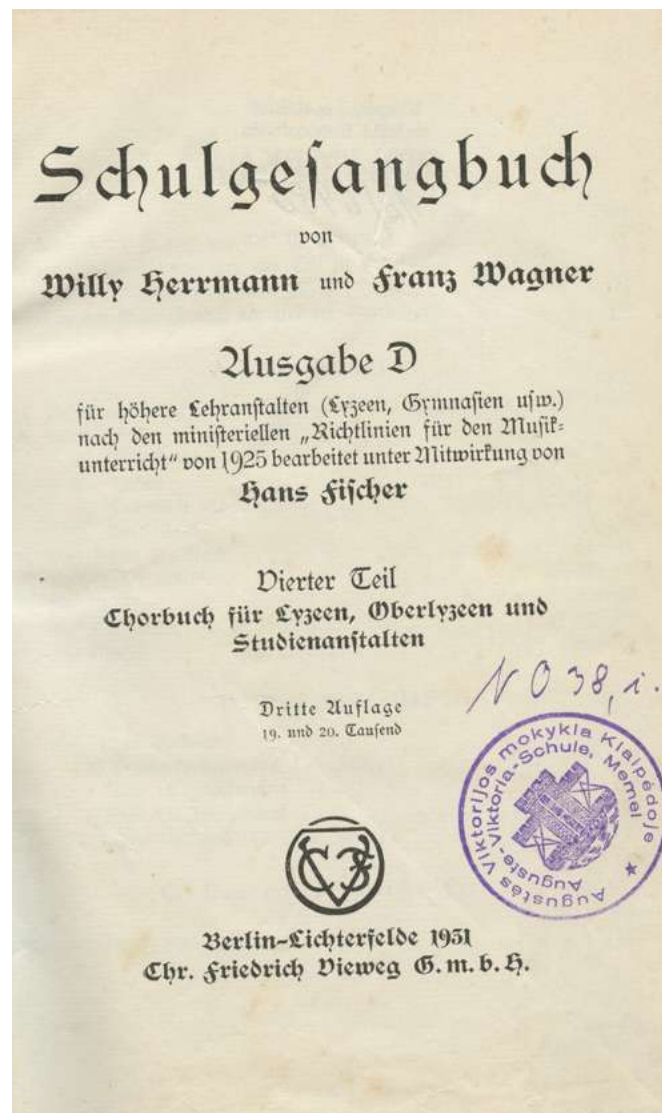 Schulgesangbuch
von
Willy Herrmann und Franz Wagner
Ausgabe D
für höhere Lehranstalten (Lyzeen, Gymnasien usw.)
nach den ministeriellen „Richtlinien für den Musik-
unterricht“ von 1925 bearbeitet unter Mitwirkung von
Hans Fischer
Vierter Teil
Chorbuch für Lyzeen, Oberlyzeen und
Studienanstalten
N O 38, i.
Dritte Auflage
19. und 20. Tausend
Augustės Viktorijos mokykla Klaipėdoje
Auguste-Viktoria-Schule, Memel
Berlin-Lichterfelde 1931
Chr. Friedrich Vieweg G. m. b. H.